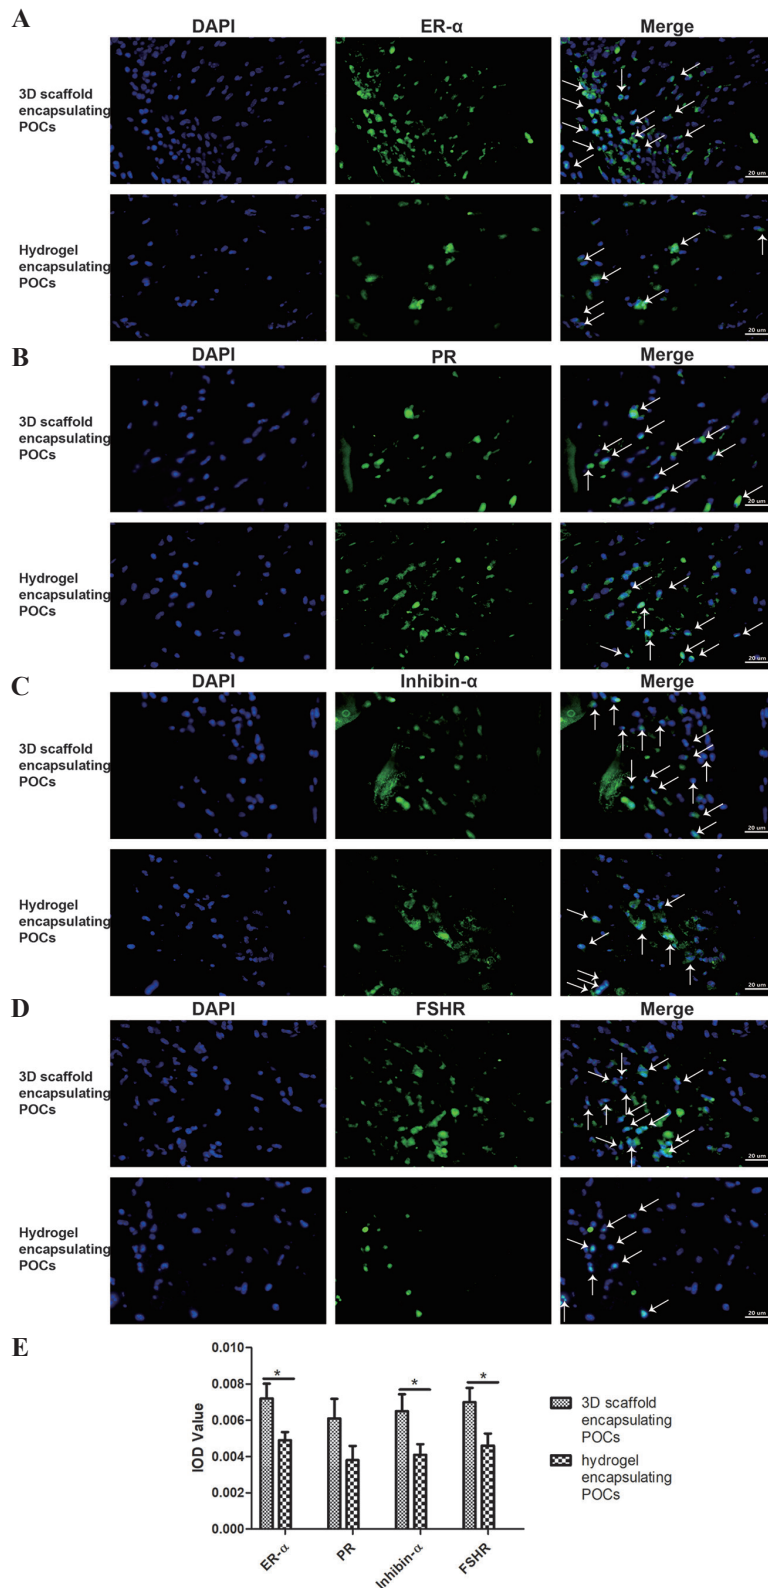 A
DAPI ER-α Merge
3D scaffold
encapsulating
POCs
20 um
Hydrogel
encapsulating
POCs
20 um
B
DAPI PR Merge
3D scaffold
encapsulating
POCs
20 um
Hydrogel
encapsulating
POCs
20 um
C
DAPI Inhibin-α Merge
3D scaffold
encapsulating
POCs
20 um
Hydrogel
encapsulating
POCs
20 um
D
DAPI FSHR Merge
3D scaffold
encapsulating
POCs
20 um
Hydrogel
encapsulating
POCs
20 um
E
IOD Value
0.010
0.008
0.006
0.004
0.002
0.000
* * *
ER-α PR Inhibin-α FSHR
3D scaffold
encapsulating
POCs
hydrogel
encapsulating
POCs